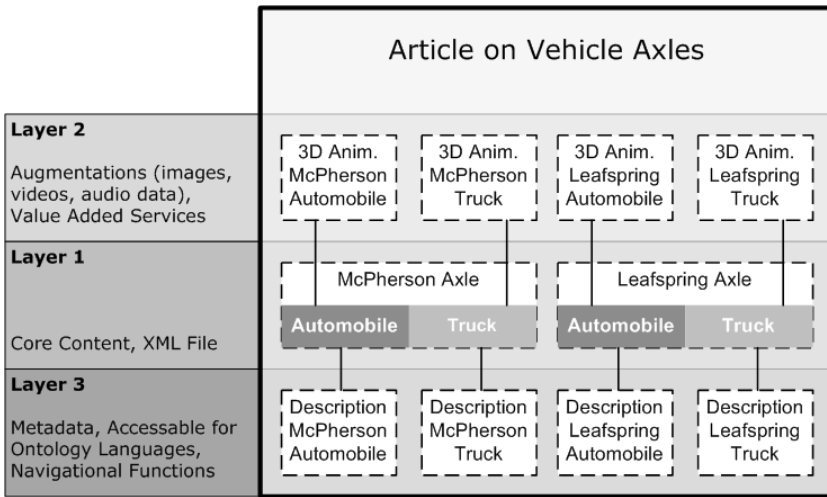 Article on Vehicle Axles
Layer 2
Augmentations (images,
videos, audio data),
Value Added Services
3D Anim.
McPherson
Automobile
3D Anim.
McPherson
Truck
3D Anim.
Leafspring
Automobile
3D Anim.
Leafspring
Truck
Layer 1
Core Content, XML File
McPherson Axle
Automobile
Truck
Leafspring Axle
Automobile
Truck
Layer 3
Metadata, Accessable for
Ontology Languages,
Navigational Functions
Description
McPherson
Automobile
Description
McPherson
Truck
Description
Leafspring
Automobile
Description
Leafspring
Truck